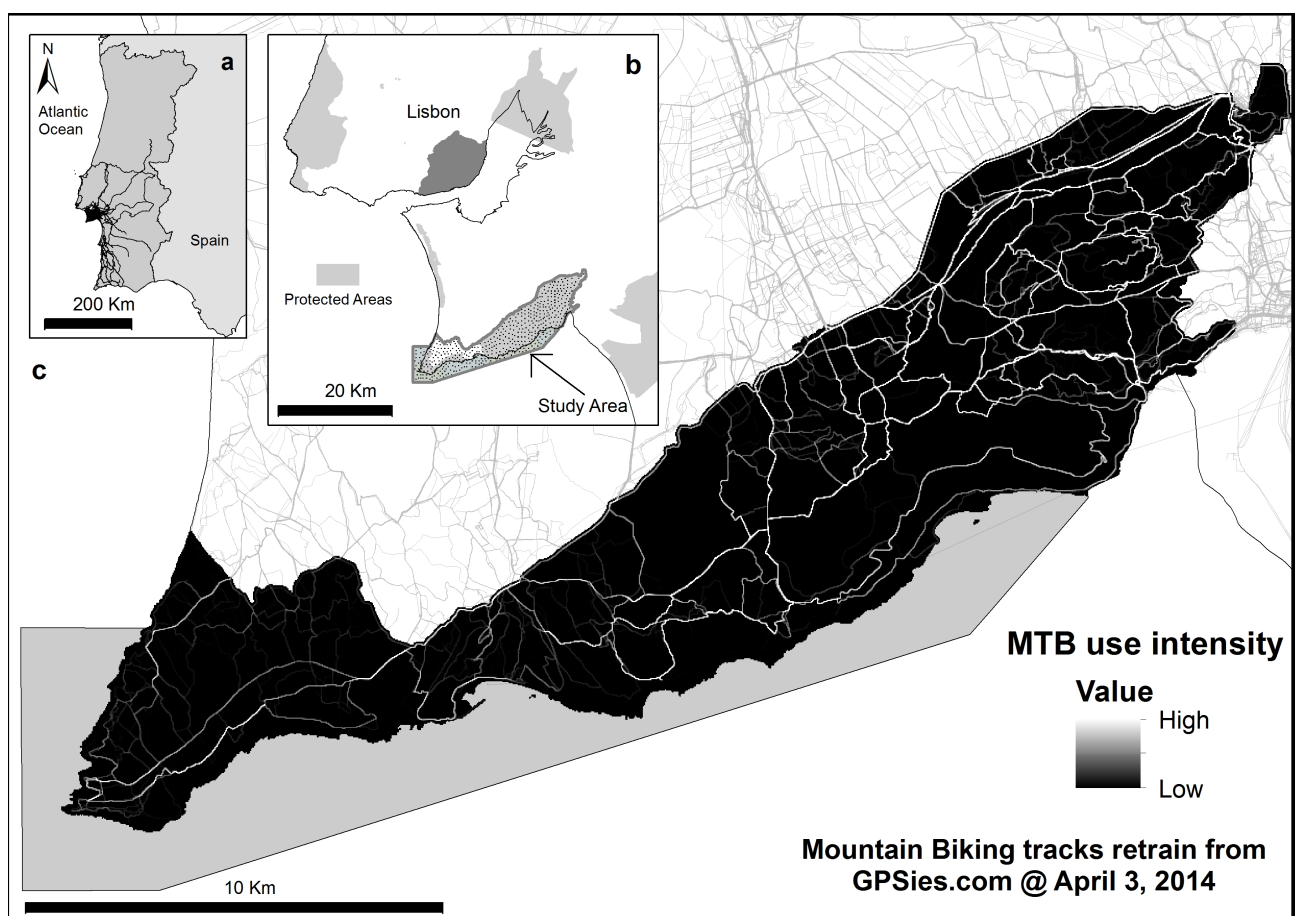 N
a
Atlantic
Ocean
Spain
200 Km
b
Lisbon
Protected Areas
20 Km
Study Area
c
MTB use intensity
Value
High
Low
Mountain Biking tracks retrain from
GPSies.com @ April 3, 2014
10 Km